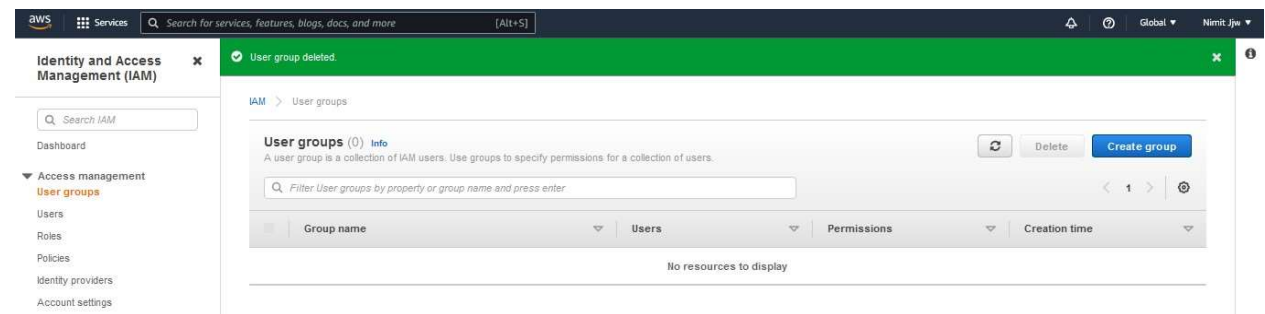 aws Services Search for services, features, blogs, docs, and more [Alt+S] Global Nimit Jjw
Identity and Access Management (IAM)
Search IAM
Dashboard
Access management
User groups
Users
Roles
Policies
Identity providers
Account settings
User group deleted.
IAM > User groups
User groups (0) Info
A user group is a collection of IAM users. Use groups to specify permissions for a collection of users.
Delete Create group
Filter User groups by property or group name and press enter
< 1 >
Group name Users Permissions Creation time
No resources to display